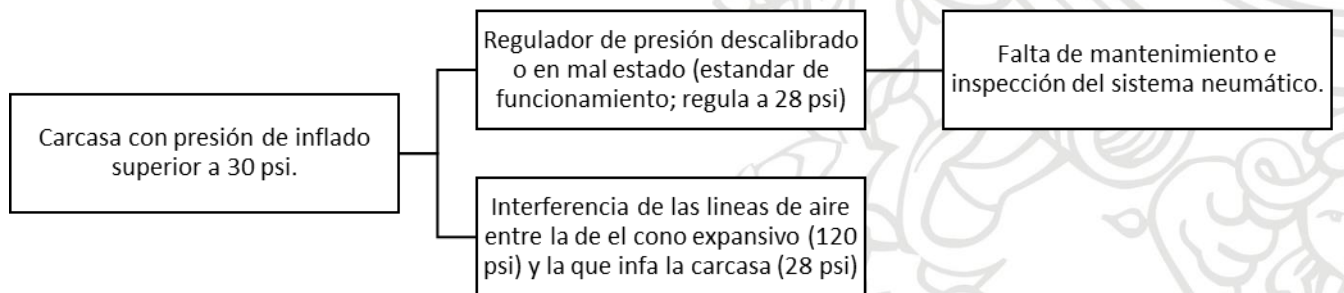 Carcasa con presión de inflado
superior a 30 psi.
Regulador de presión descalibrado
o en mal estado (estandar de
funcionamiento; regula a 28 psi)
Falta de mantenimiento e
inspección del sistema neumático.
Interferencia de las lineas de aire
entre la de el cono expansivo (120
psi) y la que infa la carcasa (28 psi)